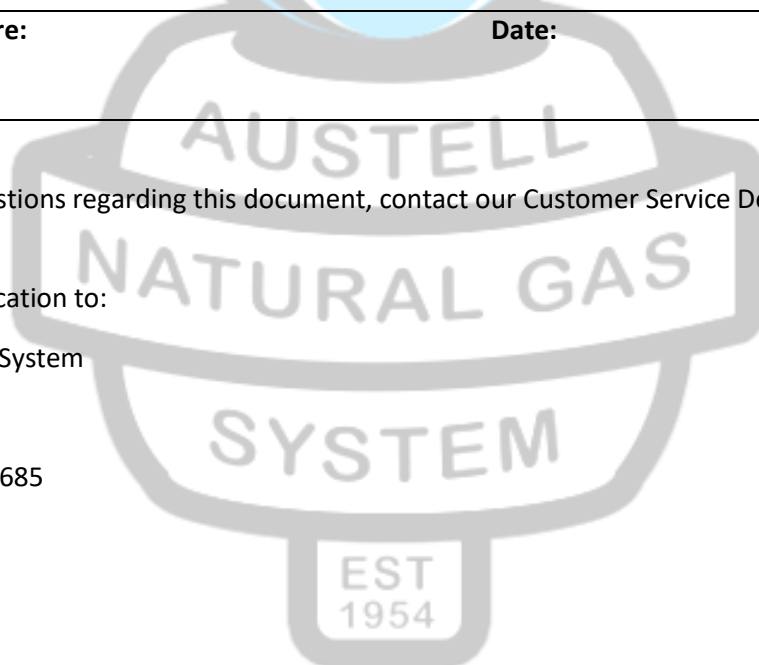 re: Date:
AUSTELL
stions regarding this document, contact our Customer Service De
NATURAL GAS
cation to:
System
SYSTEM
685
EST
1954